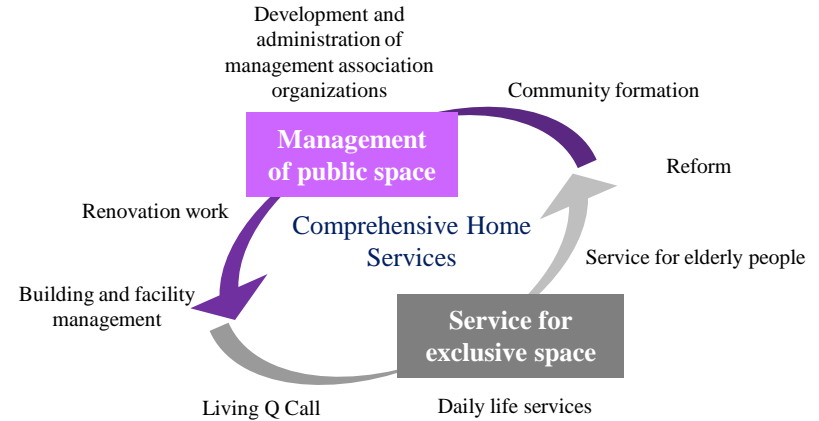 Development and
administration of
management association
organizations
Community formation
Management
of public space
Reform
Renovation work
Comprehensive Home
Services
Service for elderly people
Building and facility
management
Service for
exclusive space
Living Q Call
Daily life services